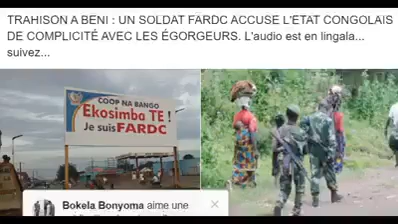 TRAHISON A BENI : UN SOLDAT FARDC ACCUSE L'ETAT CONGOLAIS
DE COMPLICITÉ AVEC LES ÉGORGEURS. L'audio est en lingala...
suivez...
COOP NA BANGO
Ekosimba TE !
Je suis FARDC
Bokela Bonyoma aime une